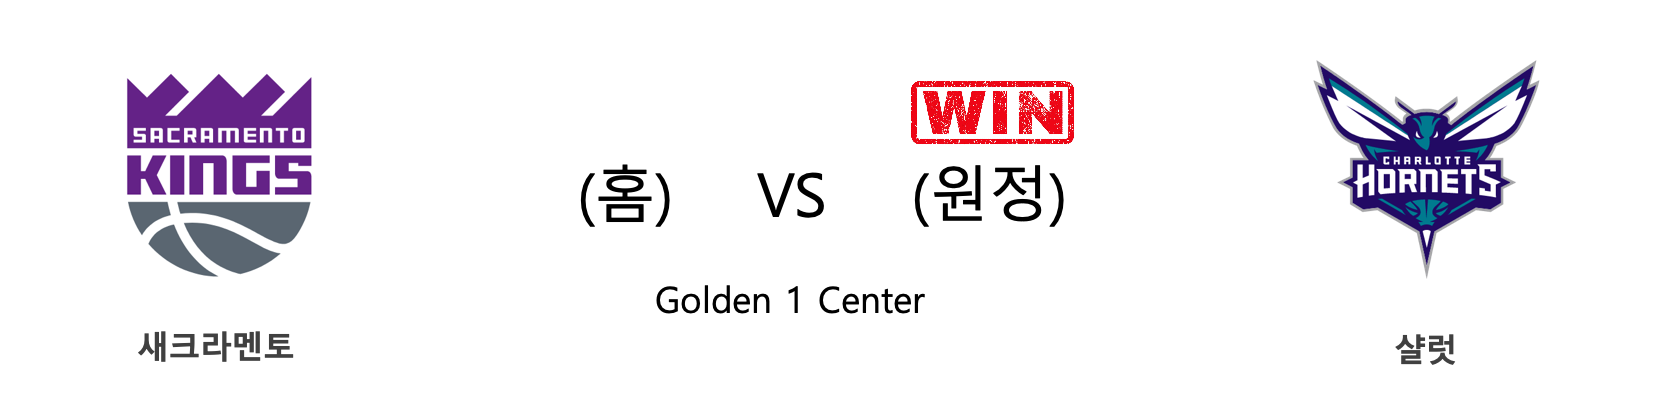 SACRAMENTO
KINGS
새크라멘토
WIN
(홈) VS (원정)
Golden 1 Center
CHARLOTTE
HORNETS
샬럿